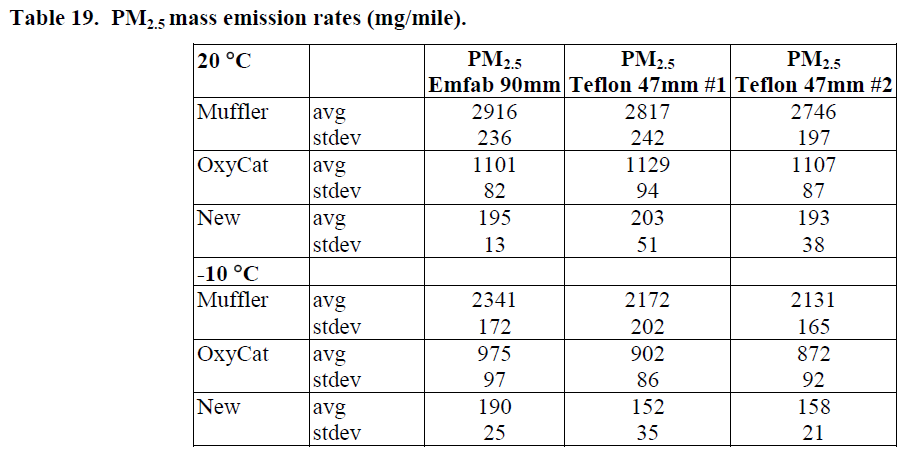 Table 19. PM2.5 mass emission rates (mg/mile).
20 °C PM2.5 PM2.5 PM2.5
Emfab 90mm Teflon 47mm #1 Teflon 47mm #2
Muffler avg 2916 2817 2746
stdev 236 242 197
OxyCat avg 1101 1129 1107
stdev 82 94 87
New avg 195 203 193
stdev 13 51 38
-10 °C
Muffler avg 2341 2172 2131
stdev 172 202 165
OxyCat avg 975 902 872
stdev 97 86 92
New avg 190 152 158
stdev 25 35 21